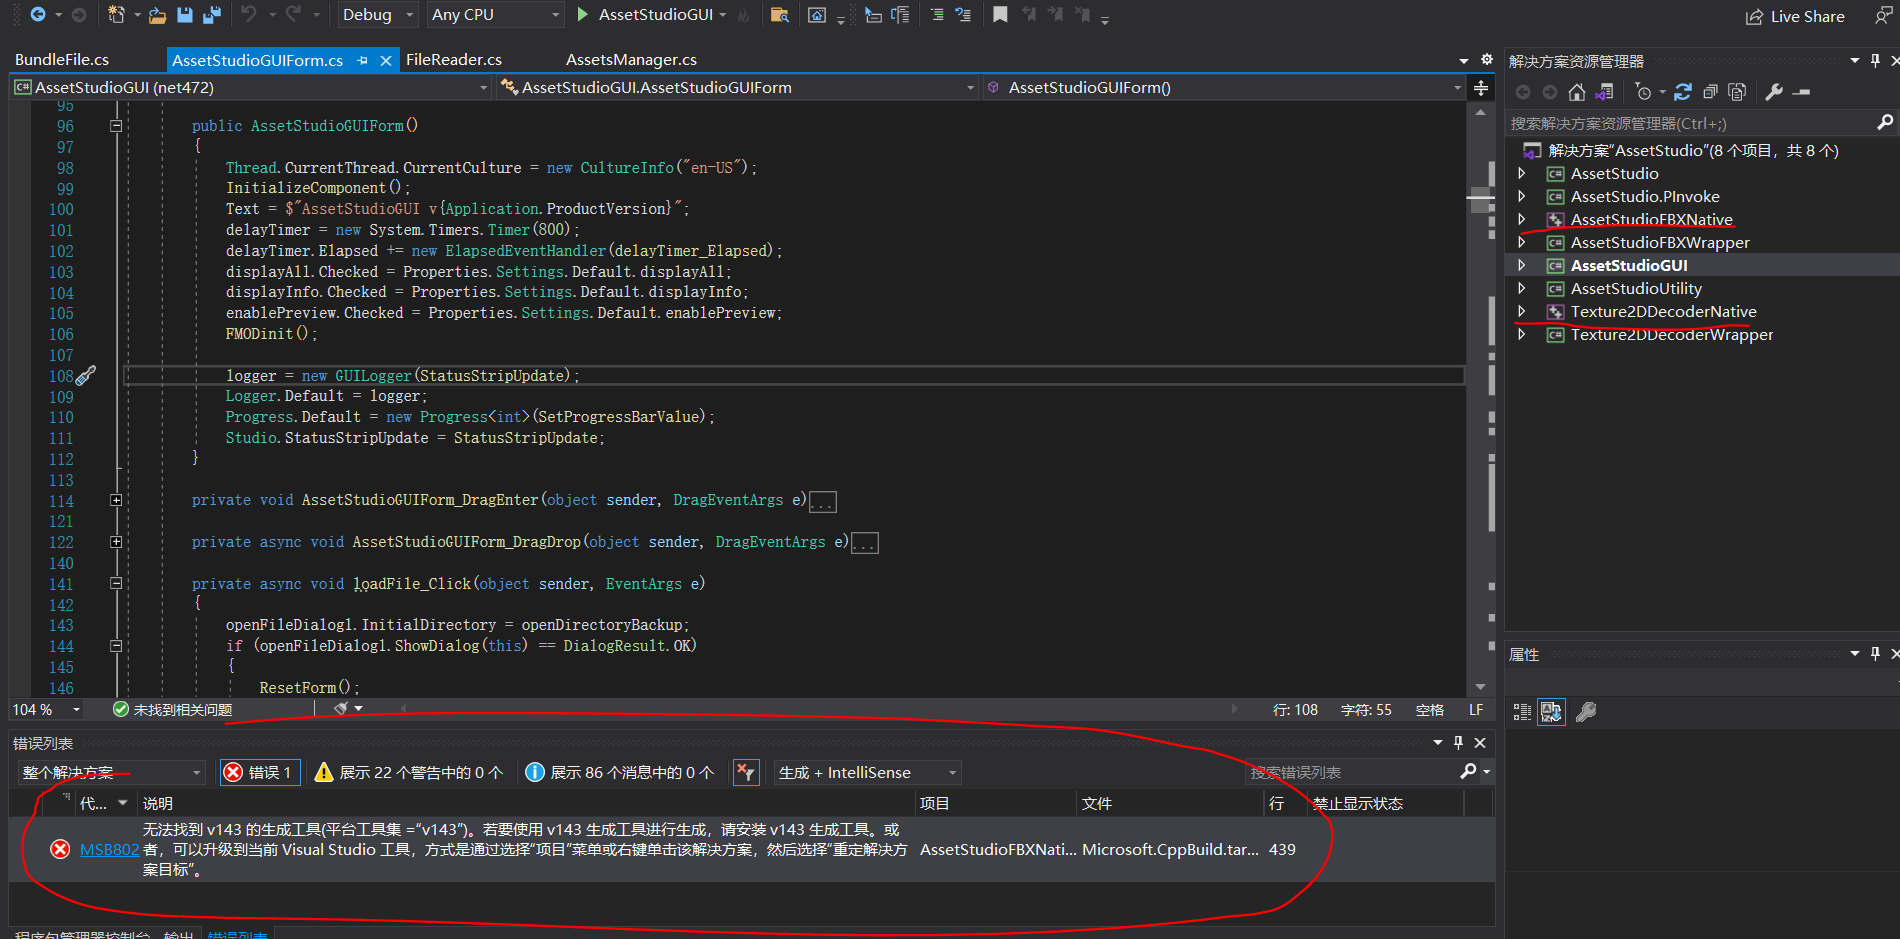 Debug Any CPU AssetStudioGUI Live Share
BundleFile.cs AssetStudioGUIForm.cs FileReader.cs AssetsManager.cs
AssetStudioGUI (net472) AssetStudioGUI.AssetStudioGUIForm AssetStudioGUIForm()
95
96 public AssetStudioGUIForm()
97 {
98 Thread.CurrentThread.CurrentCulture = new CultureInfo("en-US");
99 InitializeComponent();
100 Text = $"AssetStudioGUI v{Application.ProductVersion}";
101 delayTimer = new System.Timers.Timer(800);
102 delayTimer.Elapsed += new ElapsedEventHandler(delayTimer_Elapsed);
103 displayAll.Checked = Properties.Settings.Default.displayAll;
104 displayInfo.Checked = Properties.Settings.Default.displayInfo;
105 enablePreview.Checked = Properties.Settings.Default.enablePreview;
106 FMODinit();
107
108 logger = new GUILogger(StatusStripUpdate);
109 Logger.Default = logger;
110 Progress.Default = new Progress<int>(SetProgressBarValue);
111 Studio.StatusStripUpdate = StatusStripUpdate;
112 }
113
114 private void AssetStudioGUIForm_DragEnter(object sender, DragEventArgs e)...
121
122 private async void AssetStudioGUIForm_DragDrop(object sender, DragEventArgs e)...
140
141 private async void loadFile_Click(object sender, EventArgs e)
142 {
143 openFileDialog1.InitialDirectory = openDirectoryBackup;
144 if (openFileDialog1.ShowDialog(this) == DialogResult.OK)
145 {
146 ResetForm();
104 % 未找到相关问题 行: 108 字符: 55 空格 LF
错误列表
整个解决方案 错误 1 展示 22 个警告中的 0 个 展示 86 个消息中的 0 个 生成 + IntelliSense 搜索错误列表
代... 说明 项目 文件 行 禁止显示状态
无法找到 v143 的生成工具(平台工具集 =“v143”)。若要使用 v143 生成工具进行生成，请安装 v143 生成工具。或
MSB802 者，可以升级到当前 Visual Studio 工具，方式是通过选择“项目”菜单或右键单击该解决方案，然后选择“重定解决方 AssetStudioFBXNati... Microsoft.CppBuild.tar... 439
案目标”。
程序包管理器控制台 输出 错误列表
解决方案资源管理器
搜索解决方案资源管理器(Ctrl+;)
解决方案"AssetStudio"(8 个项目，共 8 个)
AssetStudio
AssetStudio.PInvoke
AssetStudioFBXNative
AssetStudioFBXWrapper
AssetStudioGUI
AssetStudioUtility
Texture2DDecoderNative
Texture2DDecoderWrapper
属性